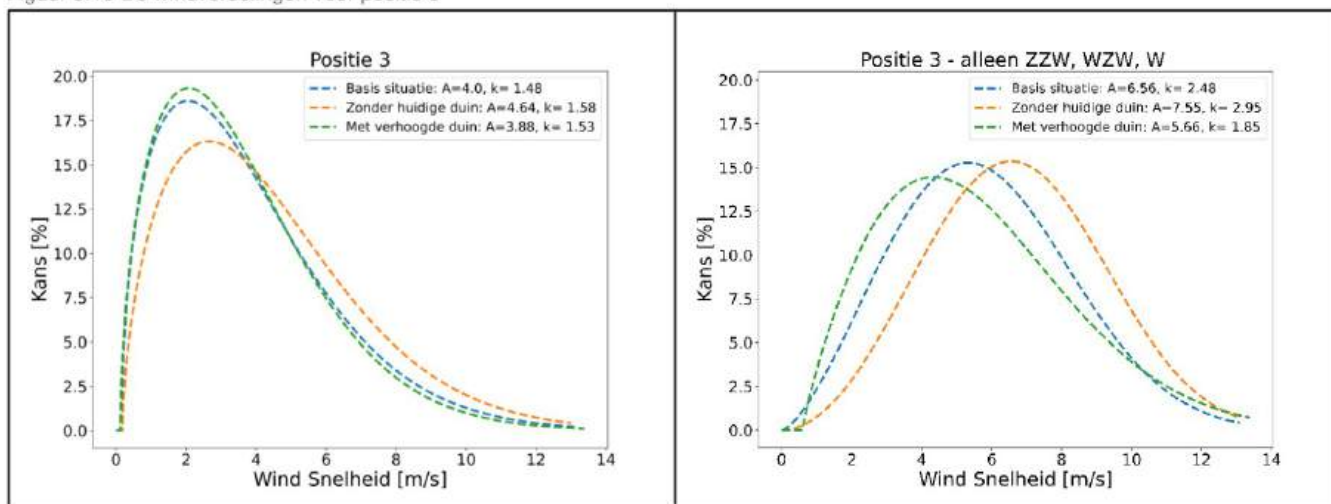 Positie 3
20.0
17.5
15.0
12.5
10.0
7.5
5.0
2.5
0.0
Kans [%]
Basis situatie: A=4.0, k= 1.48
Zonder huidige duin: A=4.64, k= 1.58
Met verhoogde duin: A=3.88, k= 1.53
0 2 4 6 8 10 12 14
Wind Snelheid [m/s]
Positie 3 - alleen ZZW, WZW, W
20.0
17.5
15.0
12.5
10.0
7.5
5.0
2.5
0.0
Kans [%]
Basis situatie: A=6.56, k= 2.48
Zonder huidige duin: A=7.55, k= 2.95
Met verhoogde duin: A=5.66, k= 1.85
0 2 4 6 8 10 12 14
Wind Snelheid [m/s]